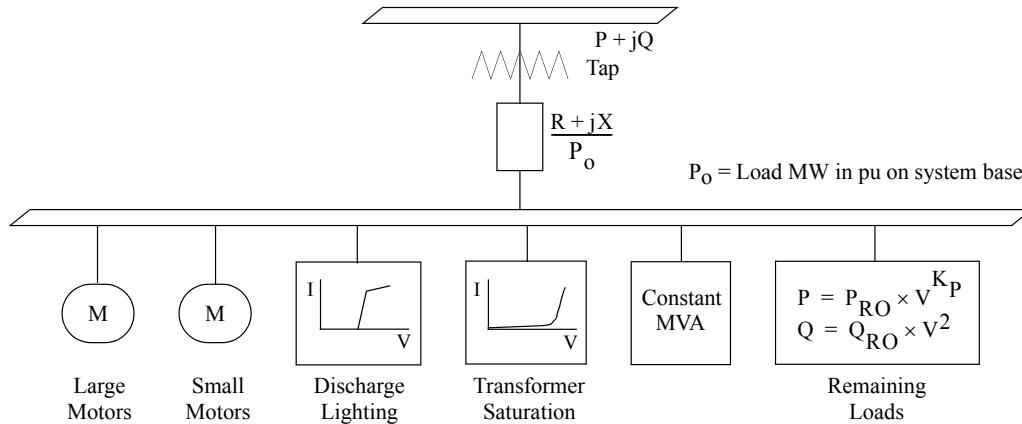 P + jQ
Tap
R + jX
P_o
P_o = Load MW in pu on system base
M
M
I
V
I
V
Constant
MVA
P = P_RO × V^K_P
Q = Q_RO × V^2
Large
Motors
Small
Motors
Discharge
Lighting
Transformer
Saturation
Remaining
Loads